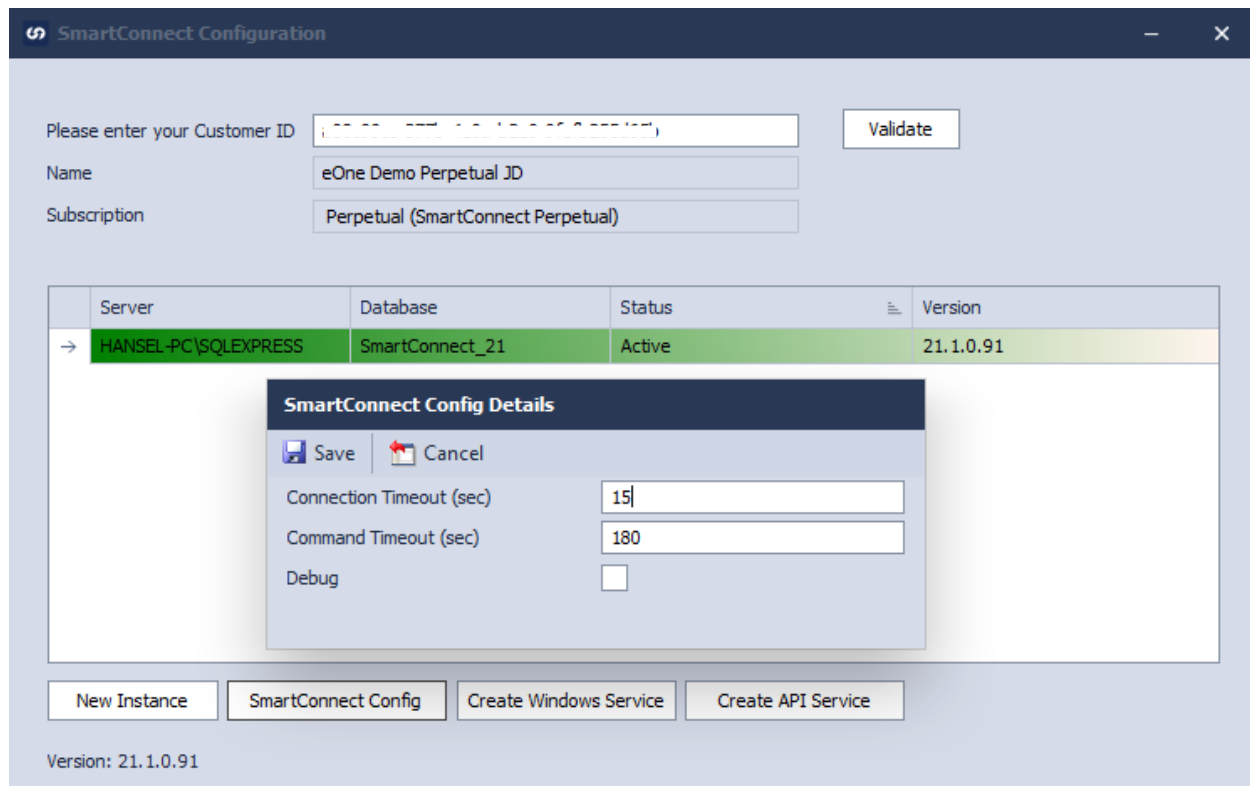 SmartConnect Configuration
Please enter your Customer ID
Validate
Name eOne Demo Perpetual JD
Subscription Perpetual (SmartConnect Perpetual)
Server Database Status Version
HANSEL-PC\SQLEXPRESS SmartConnect_21 Active 21.1.0.91
SmartConnect Config Details
Save Cancel
Connection Timeout (sec) 15
Command Timeout (sec) 180
Debug
New Instance SmartConnect Config Create Windows Service Create API Service
Version: 21.1.0.91